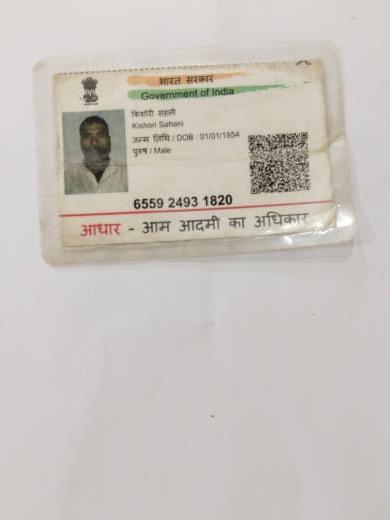 भारत सरकार
Government of India
किशोरी सहनी
Kishori Sahani
जन्म तिथि / DOB : 01/01/1954
पुरुष / Male
6559 2493 1820
आधार - आम आदमी का अधिकार